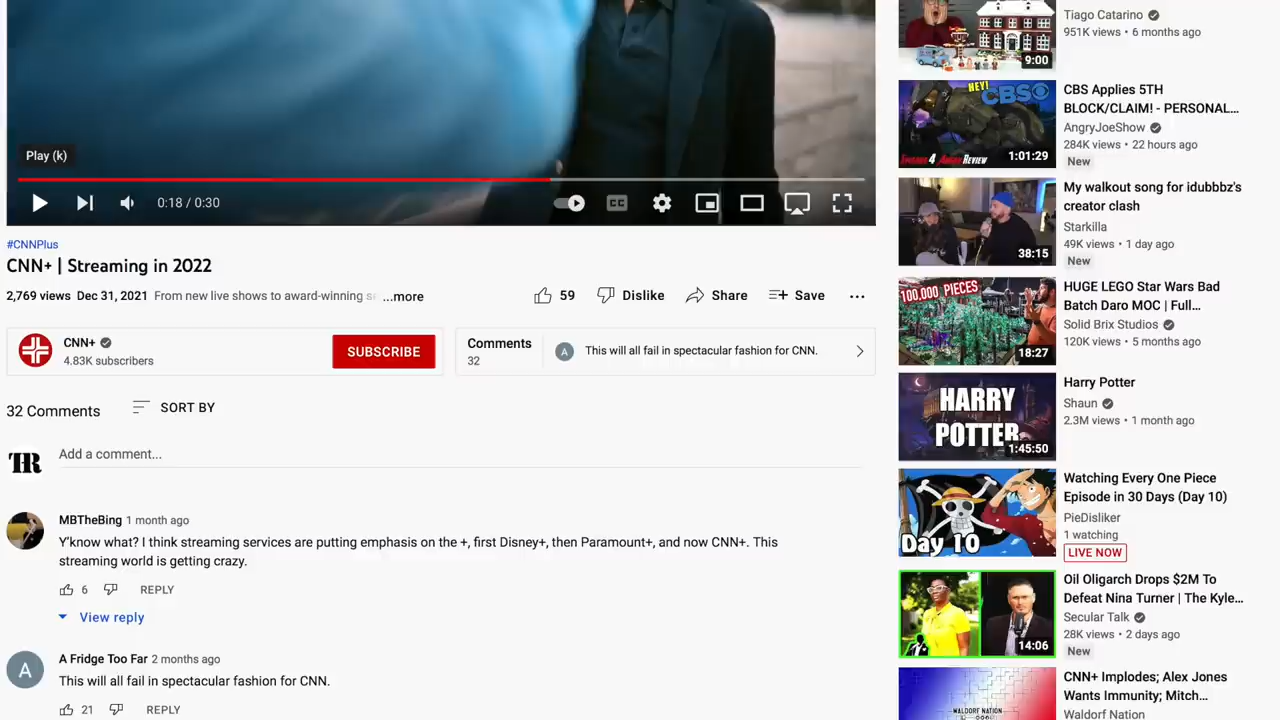 Play (k)
0:18 / 0:30
CC
#CNNPlus
CNN+ | Streaming in 2022
2,769 views Dec 31, 2021 From new live shows to award-winning ...more
59
Dislike
Share
Save
CNN+
4.83K subscribers
SUBSCRIBE
Comments
32
A
This will all fail in spectacular fashion for CNN.
32 Comments
SORT BY
TR
Add a comment...
MBTheBing 1 month ago
Y'know what? I think streaming services are putting emphasis on the +, first Disney+, then Paramount+, and now CNN+. This
streaming world is getting crazy.
6
REPLY
View reply
A
A Fridge Too Far 2 months ago
This will all fail in spectacular fashion for CNN.
21
REPLY
Tiago Catarino
951K views • 6 months ago
9:00
HEY!
CBS
ANGRY REVIEW
1:01:29
CBS Applies 5TH
BLOCK/CLAIM! - PERSONAL...
AngryJoeShow
284K views • 22 hours ago
New
38:15
My walkout song for idubbbz's
creator clash
Starkilla
49K views • 1 day ago
New
100,000 PIECES
18:27
HUGE LEGO Star Wars Bad
Batch Daro MOC | Full...
Solid Brix Studios
120K views • 5 months ago
HARRY
POTTER
1:45:50
Harry Potter
Shaun
2.3M views • 1 month ago
Day 10
Watching Every One Piece
Episode in 30 Days (Day 10)
PieDisliker
1 watching
LIVE NOW
14:06
Oil Oligarch Drops $2M To
Defeat Nina Turner | The Kyle...
Secular Talk
28K views • 2 days ago
New
WALDORF NATION
CNN+ Implodes; Alex Jones
Wants Immunity; Mitch...
Waldorf Nation